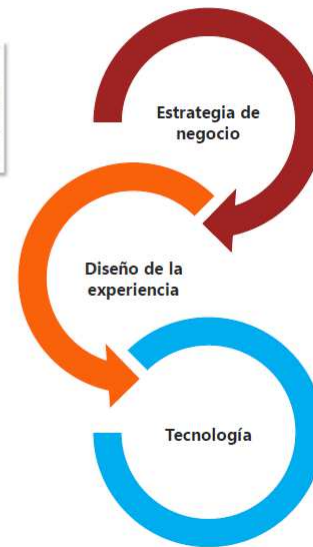 Estrategia de
negocio
Diseño de la
experiencia
Tecnología